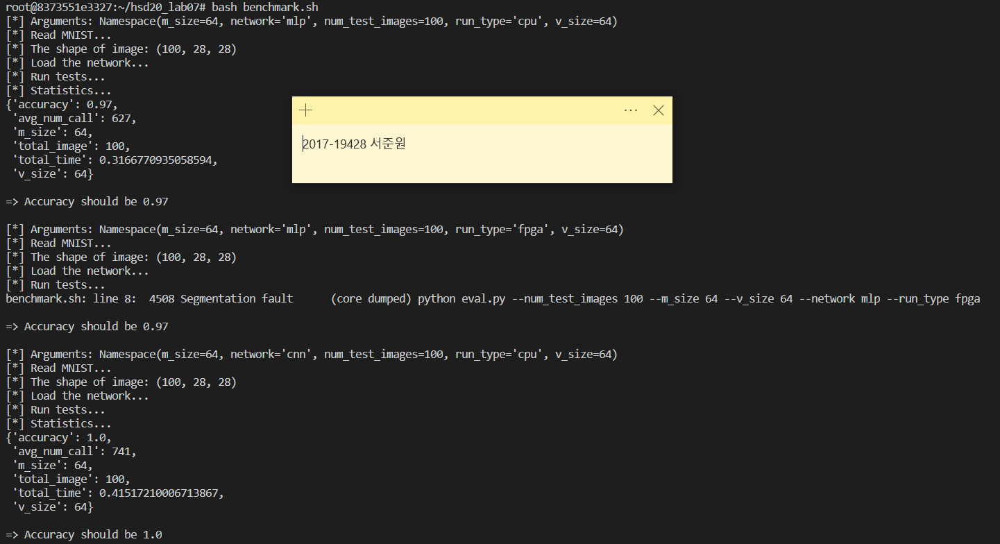 root@8373551e3327:~/hsd20_lab07# bash benchmark.sh
[*] Arguments: Namespace(m_size=64, network='mlp', num_test_images=100, run_type='cpu', v_size=64)
[*] Read MNIST...
[*] The shape of image: (100, 28, 28)
[*] Load the network...
[*] Run tests...
[*] Statistics...
{'accuracy': 0.97,
 'avg_num_call': 627,
 'm_size': 64,
 'total_image': 100,
 'total_time': 0.3166770935058594,
 'v_size': 64}
2017-19428 서준원
=> Accuracy should be 0.97
[*] Arguments: Namespace(m_size=64, network='mlp', num_test_images=100, run_type='fpga', v_size=64)
[*] Read MNIST...
[*] The shape of image: (100, 28, 28)
[*] Load the network...
[*] Run tests...
benchmark.sh: line 8:  4508 Segmentation fault      (core dumped) python eval.py --num_test_images 100 --m_size 64 --v_size 64 --network mlp --run_type fpga
=> Accuracy should be 0.97
[*] Arguments: Namespace(m_size=64, network='cnn', num_test_images=100, run_type='cpu', v_size=64)
[*] Read MNIST...
[*] The shape of image: (100, 28, 28)
[*] Load the network...
[*] Run tests...
[*] Statistics...
{'accuracy': 1.0,
 'avg_num_call': 741,
 'm_size': 64,
 'total_image': 100,
 'total_time': 0.41517210006713867,
 'v_size': 64}
=> Accuracy should be 1.0